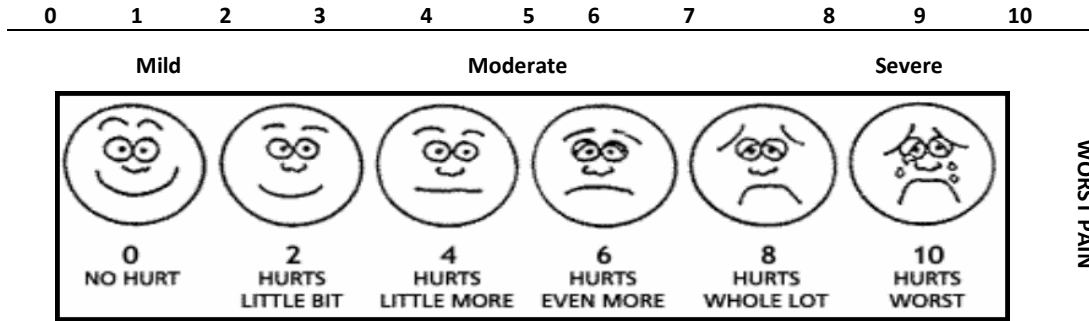 0 1 2 3 4 5 6 7 8 9 10
Mild Moderate Severe
0 2 4 6 8 10
NO HURT HURTS HURTS HURTS HURTS HURTS
LITTLE BIT LITTLE MORE EVEN MORE WHOLE LOT WORST
WORST PAIN